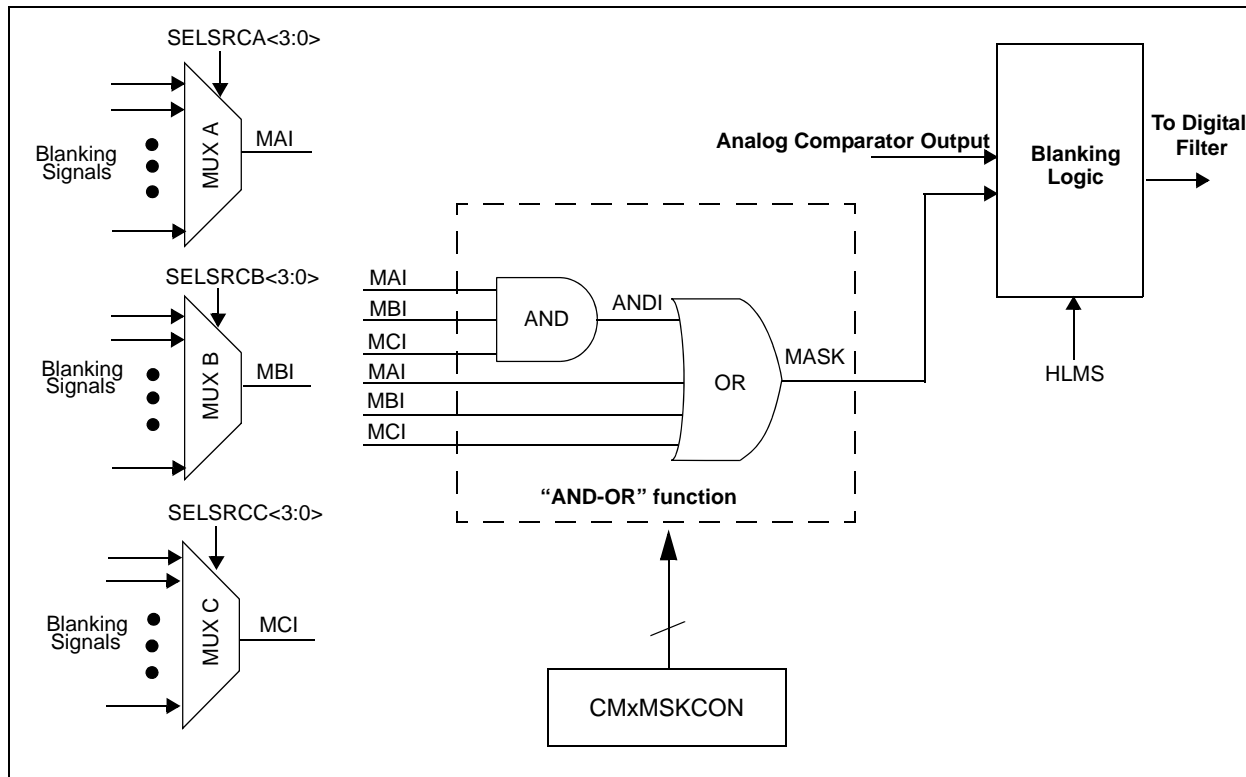 SELSRCA<3:0>
Blanking
Signals
MUX A
MAI
SELSRCB<3:0>
Blanking
Signals
MUX B
MBI
SELSRCC<3:0>
Blanking
Signals
MUX C
MCI
MAI
MBI
MCI
MAI
MBI
MCI
AND
ANDI
OR
MASK
“AND-OR” function
CMxMSKCON
Analog Comparator Output
Blanking
Logic
To Digital
Filter
HLMS